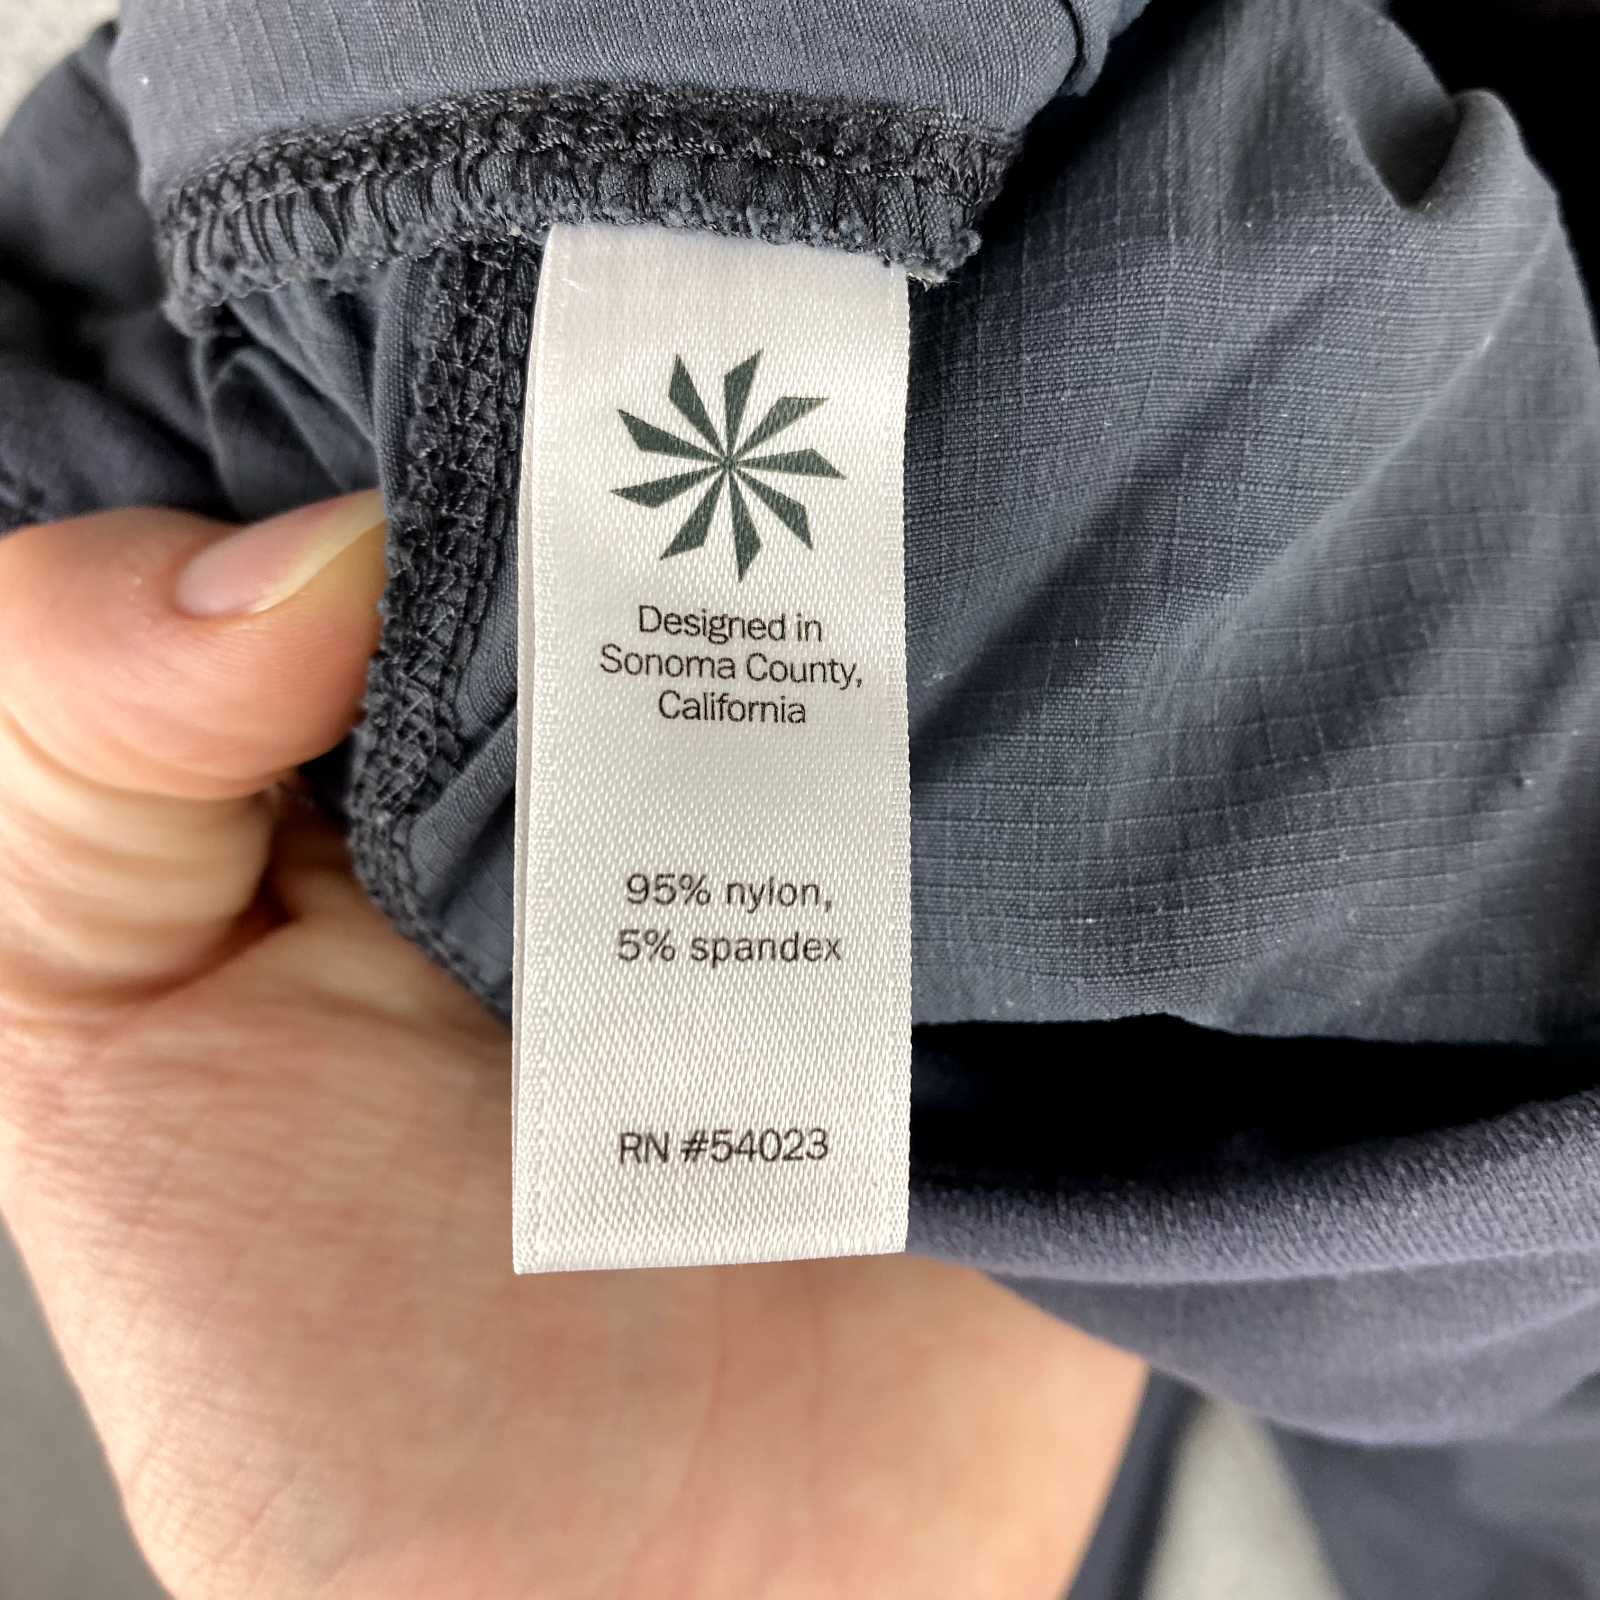 Designed in
Sonoma County,
California
95% nylon,
5% spandex
RN #54023